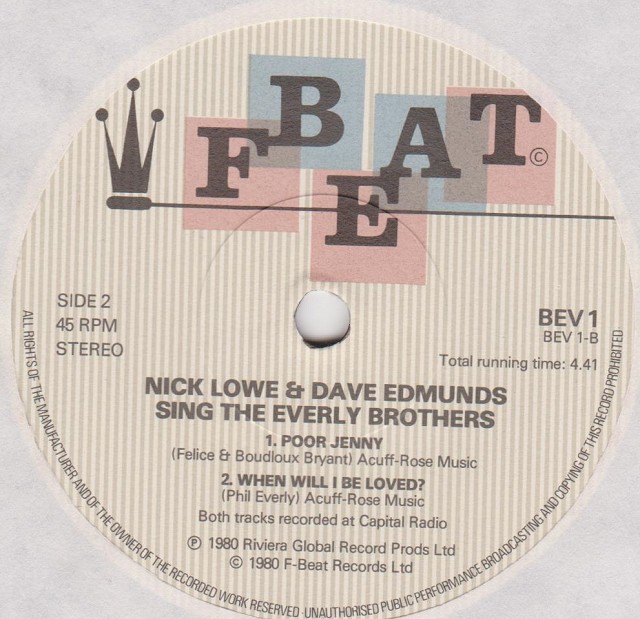 F BEAT ©
SIDE 2
45 RPM
STEREO
BEV 1
BEV 1-B
Total running time: 4.41
NICK LOWE & DAVE EDMUNDS
SING THE EVERLY BROTHERS
1. POOR JENNY
(Felice & Boudloux Bryant) Acuff-Rose Music
2. WHEN WILL I BE LOVED?
(Phil Everly) Acuff-Rose Music
Both tracks recorded at Capital Radio
℗ 1980 Riviera Global Record Prods Ltd
© 1980 F-Beat Records Ltd
ALL RIGHTS OF THE MANUFACTURER AND OF THE OWNER OF THE RECORDED WORK RESERVED · UNAUTHORISED PUBLIC PERFORMANCE BROADCASTING AND COPYING OF THIS RECORD PROHIBITED